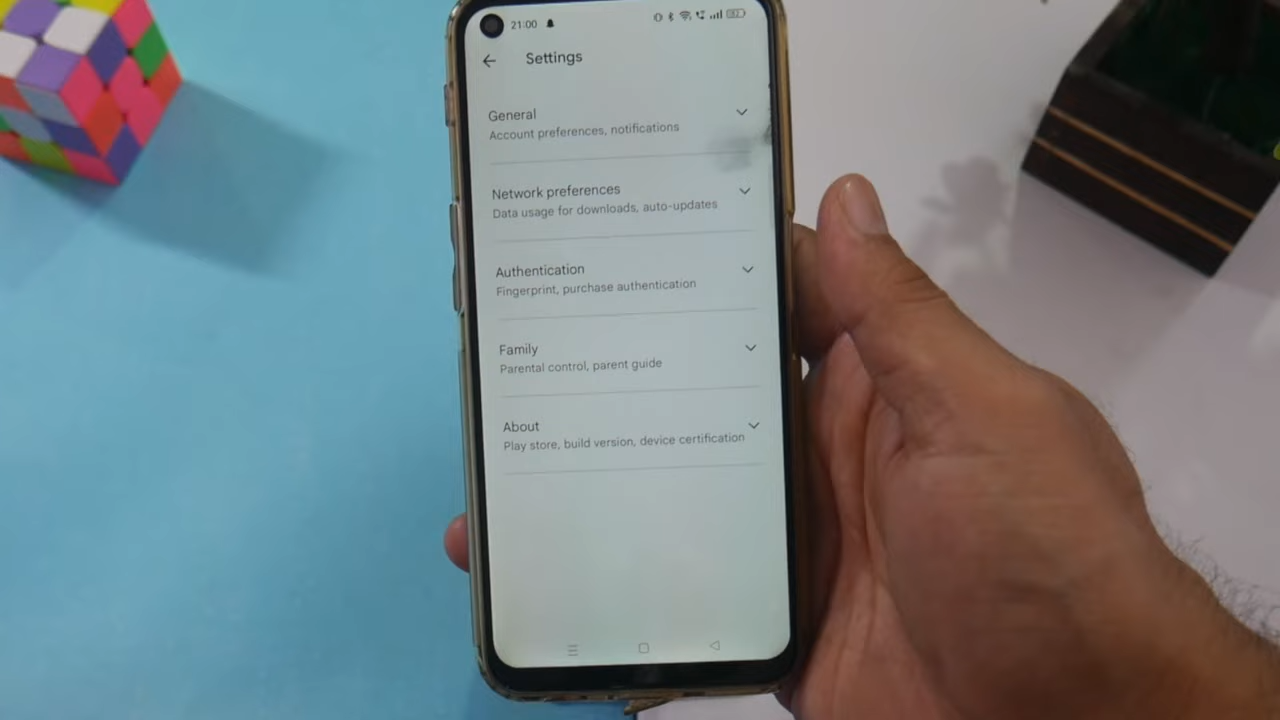 21:00
Settings
General
Account preferences, notifications
Network preferences
Data usage for downloads, auto-updates
Authentication
Fingerprint, purchase authentication
Family
Parental control, parent guide
About
Play store, build version, device certification